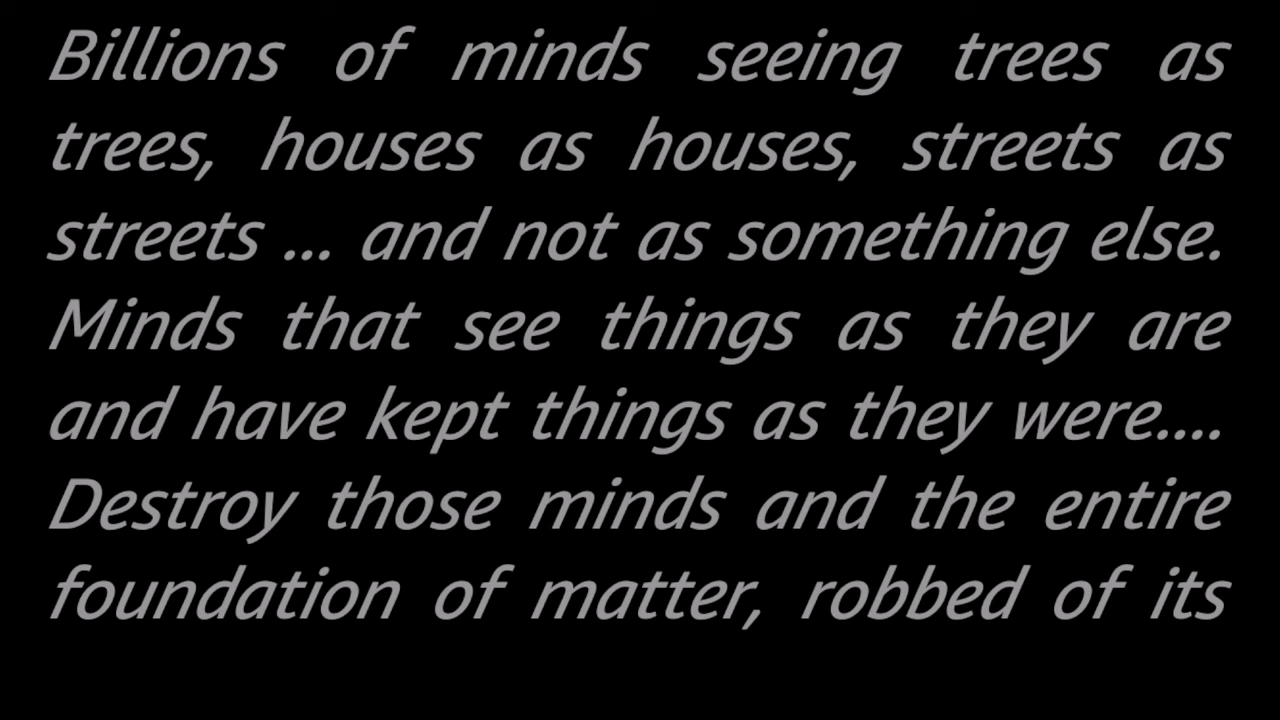 Billions of minds seeing trees as
trees, houses as houses, streets as
streets ... and not as something else.
Minds that see things as they are
and have kept things as they were....
Destroy those minds and the entire
foundation of matter, robbed of its